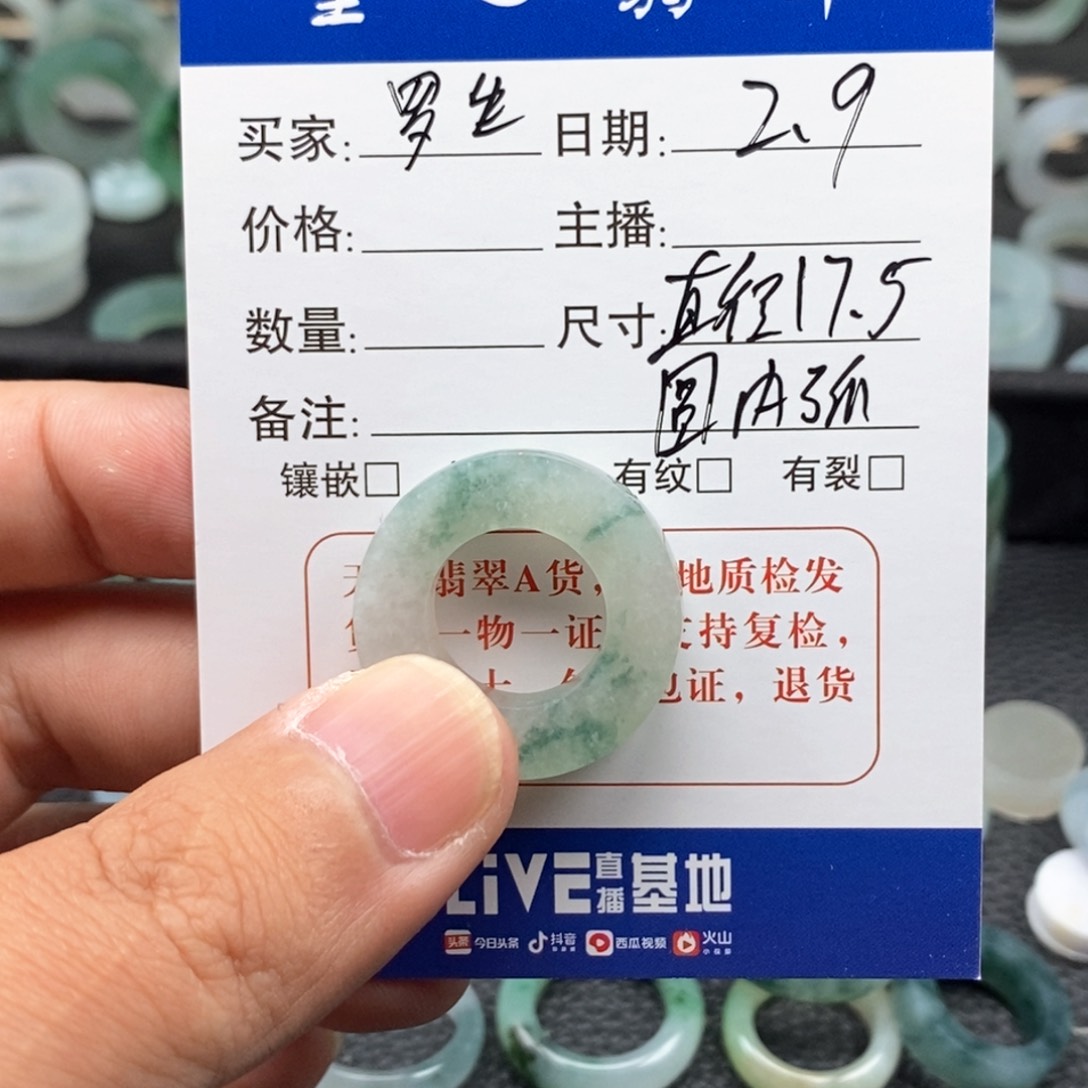 买家: 罗生 日期: 2.9
价格: 主播:
数量: 尺寸: 直径17.5
备注: 圆内弧
镶嵌□ 有纹□ 有裂□
翡翠A货, 地质检发
一物一证 持复检,
包证, 退货
LiVE 直播 基地
头条 今日头条 抖音 西瓜视频 火山